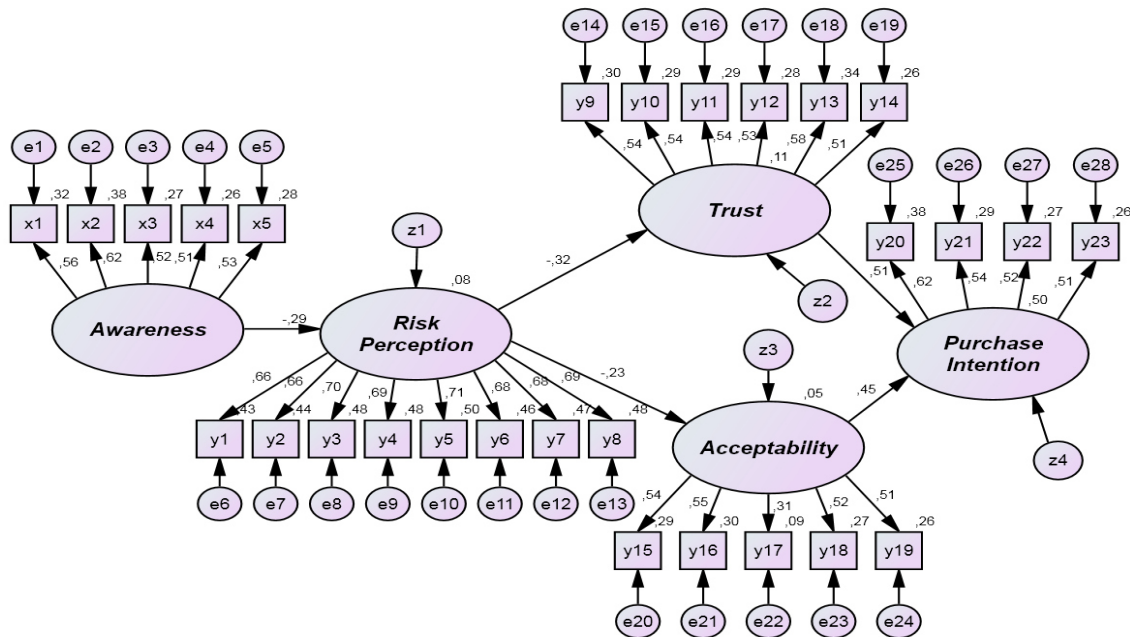 e14 e15 e16 e17 e18 e19
,30 ,29 ,29 ,28 ,34 ,26
y9 y10 y11 y12 y13 y14
,54 ,54 ,54 ,53 ,58 ,51
,11
Trust
e1 e2 e3 e4 e5
,32 ,38 ,27 ,26 ,28
x1 x2 x3 x4 x5
,56 ,62 ,52 ,51 ,53
Awareness
e25 e26 e27 e28
,38 ,29 ,27 ,26
y20 y21 y22 y23
,62 ,54 ,52 ,51
,50
Purchase
Intention
z1
,08
-,32
z2
,51
-,29
Risk
Perception
z3
-,23
,05
,45
z4
,66 ,66 ,70 ,69 ,71 ,68 ,68 ,69
,43 ,44 ,48 ,48 ,50 ,46 ,47 ,48
y1 y2 y3 y4 y5 y6 y7 y8
e6 e7 e8 e9 e10 e11 e12 e13
Acceptability
,54 ,55 ,31 ,52 ,51
,29 ,30 ,09 ,27 ,26
y15 y16 y17 y18 y19
e20 e21 e22 e23 e24